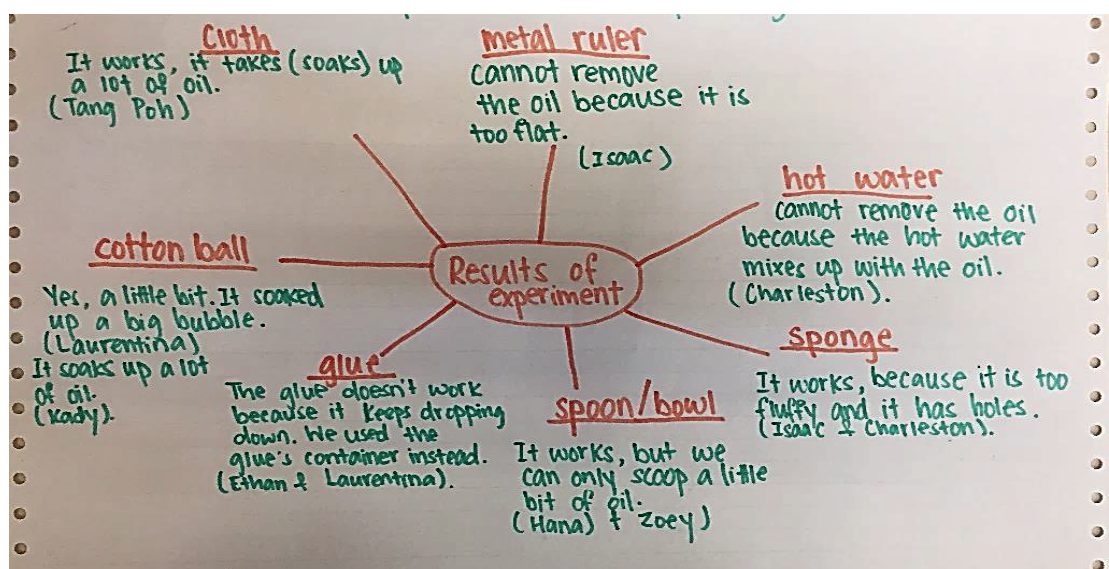 Cloth
It works, it takes (soaks) up
a lot of oil.
(Tang Poh)
metal ruler
cannot remove
the oil because it is
too flat.
(Isaac)
hot water
cannot remove the oil
because the hot water
mixes up with the oil.
(Charleston).
cotton ball
Yes, a little bit. It soaked
up a big bubble.
(Laurentina)
It soaks up a lot
of oil.
(Kady).
Results of
experiment
sponge
It works, because it is too
fluffy and it has holes.
(Isaac & Charleston).
glue
The glue doesn't work
because it keeps dropping
down. We used the
glue's container instead.
(Ethan & Laurentina).
spoon/bowl
It works, but we
can only scoop a little
bit of oil.
(Hana) & Zoey)